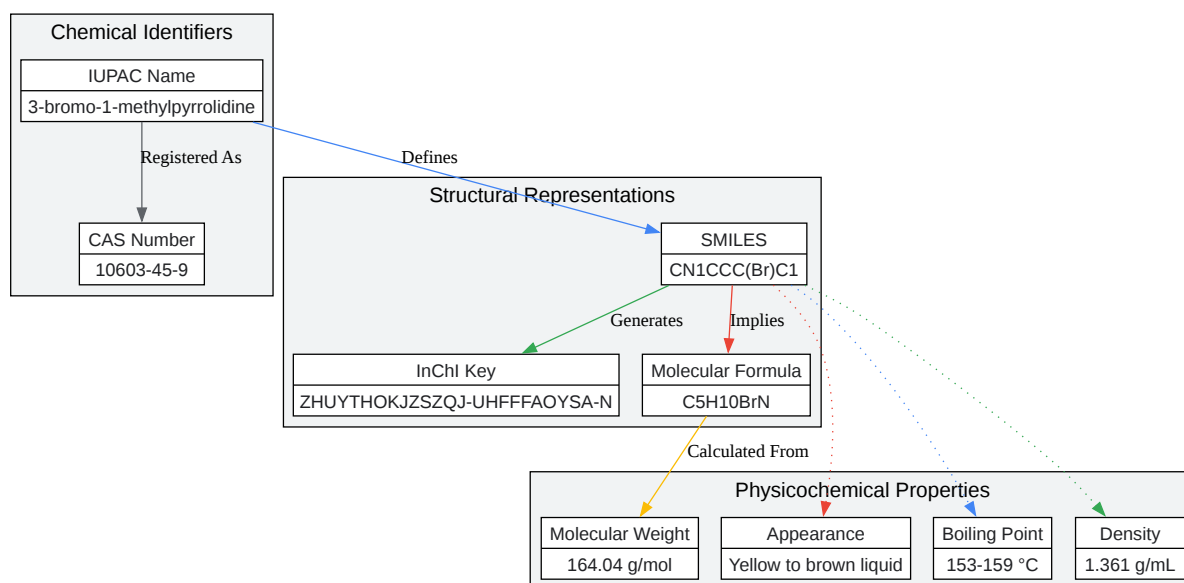 Chemical Identifiers
IUPAC Name
3-bromo-1-methylpyrrolidine
Registered As
Defines
CAS Number
10603-45-9
Structural Representations
SMILES
CN1CCC(Br)C1
Generates
Implies
InChI Key
ZHUYTHOKJZSZQJ-UHFFFAOYSA-N
Molecular Formula
C5H10BrN
Calculated From
Physicochemical Properties
Molecular Weight
164.04 g/mol
Appearance
Yellow to brown liquid
Boiling Point
153-159 °C
Density
1.361 g/mL